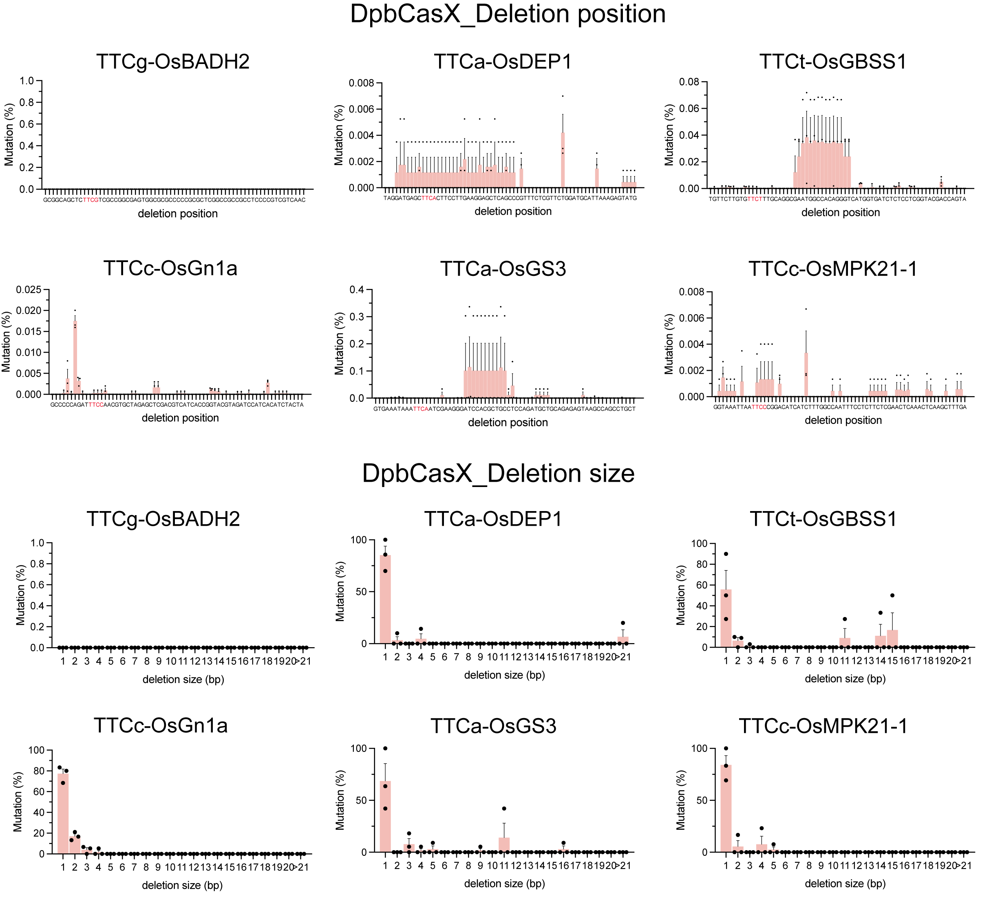 DpbCasX_Deletion position
TTCg-OsBADH2
1.0
0.8
0.6
0.4
0.2
0.0
Mutation (%)
GCGGCAGCTCTTCGTCGCCGGCGAGTGGCGCGCCCCCGCGCTCGGCCGCCGCCTCCCCGTCGTCAAC
deletion position
TTCa-OsDEP1
0.008
0.006
0.004
0.002
0.000
Mutation (%)
TAGGATGAGCTTCACTTCCTTGAAGGAGCTCAGCCCGTTTCTCGTTCTGGATGCATTAAAGAGTATG
deletion position
TTCt-OsGBSS1
0.08
0.06
0.04
0.02
0.00
Mutation (%)
TGTTCTTGTGTTCTTTGCAGGCGAATGGCCACAGGGTCATGGTGATCTCTCCTCGGTACGACCAGTA
deletion position
TTCc-OsGn1a
0.025
0.020
0.015
0.010
0.005
0.000
Mutation (%)
GCCCCCAGATTTCCAACGTGCTAGAGCTCGACGTCATCACCGGTACGTAGATCCATCACATCTACTA
deletion position
TTCa-OsGS3
0.4
0.3
0.2
0.1
0.0
Mutation (%)
GTGAAATAAATTCAATCGAAGGGATCCACGCTGCCTCCAGATGCTGCAGAGAGTAAGCCAGCCTGCT
deletion position
TTCc-OsMPK21-1
0.008
0.006
0.004
0.002
0.000
Mutation (%)
GGTAAATTAATTCCCGGACATCATCTTTGGCCAATTTCCTCTTCTCGAACTCAAACTCAAGCTTTGA
deletion position
DpbCasX_Deletion size
TTCg-OsBADH2
1.0
0.8
0.6
0.4
0.2
0.0
Mutation (%)
1 2 3 4 5 6 7 8 9 10 11 12 13 14 15 16 17 18 19 20 >21
deletion size (bp)
TTCa-OsDEP1
100
50
0
Mutation (%)
1 2 3 4 5 6 7 8 9 10 11 12 13 14 15 16 17 18 19 20 >21
deletion size (bp)
TTCt-OsGBSS1
100
80
60
40
20
0
Mutation (%)
1 2 3 4 5 6 7 8 9 10 11 12 13 14 15 16 17 18 19 20 >21
deletion size (bp)
TTCc-OsGn1a
100
80
60
40
20
0
Mutation (%)
1 2 3 4 5 6 7 8 9 10 11 12 13 14 15 16 17 18 19 20 >21
deletion size (bp)
TTCa-OsGS3
100
50
0
Mutation (%)
1 2 3 4 5 6 7 8 9 10 11 12 13 14 15 16 17 18 19 20 >21
deletion size (bp)
TTCc-OsMPK21-1
100
50
0
Mutation (%)
1 2 3 4 5 6 7 8 9 10 11 12 13 14 15 16 17 18 19 20 >21
deletion size (bp)